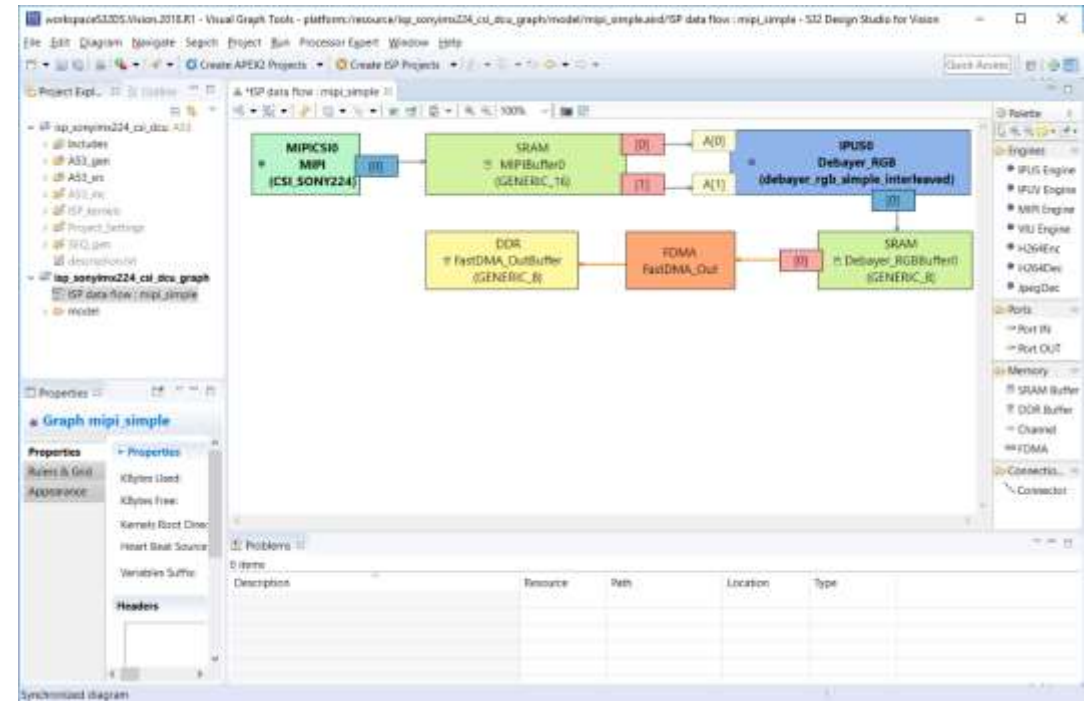 workspaceS32DS.Vision.2018.R1 - Visual Graph Tools - platform:/resource/isp_sonyimx224_csi_dcu_graph/model/mipi_simple.aird/ISP data flow : mipi_simple - S32 Design Studio for Vision
File Edit Diagram Navigate Search Project Run Processor Expert Window Help
Create APEX2 Projects Create ISP Projects
Quick Access
Project Expl...
*ISP data flow : mipi_simple
100%
isp_sonyimx224_csi_dcu: A53
Includes
A53_gen
A53_src
A53_inc
ISP_kernels
Project_Settings
SEQ_gen
description.txt
isp_sonyimx224_csi_dcu_graph
ISP data flow : mipi_simple
model
MIPICSI0
MIPI
(CSI_SONY224)
[0]
SRAM
MIPIBuffer0
(GENERIC_16)
[0]
[1]
A[0]
A[1]
IPUS0
Debayer_RGB
(debayer_rgb_simple_interleaved)
[0]
DDR
FastDMA_OutBuffer
(GENERIC_8)
FDMA
FastDMA_Out
[0]
SRAM
Debayer_RGBBuffer0
(GENERIC_8)
Palette
Engines
IPUS Engine
IPUV Engine
MIPI Engine
VIU Engine
H264Enc
H264Dec
JpegDec
Ports
Port IN
Port OUT
Memory
SRAM Buffer
DDR Buffer
Channel
FDMA
Connectio...
Connector
Properties
Graph mipi_simple
Properties
Rulers & Grid
Appearance
Properties
KBytes Used:
KBytes Free:
Kernels Root Direc
Heart Beat Source
Variables Suffix
Headers
Problems
0 items
Description Resource Path Location Type
Synchronized diagram